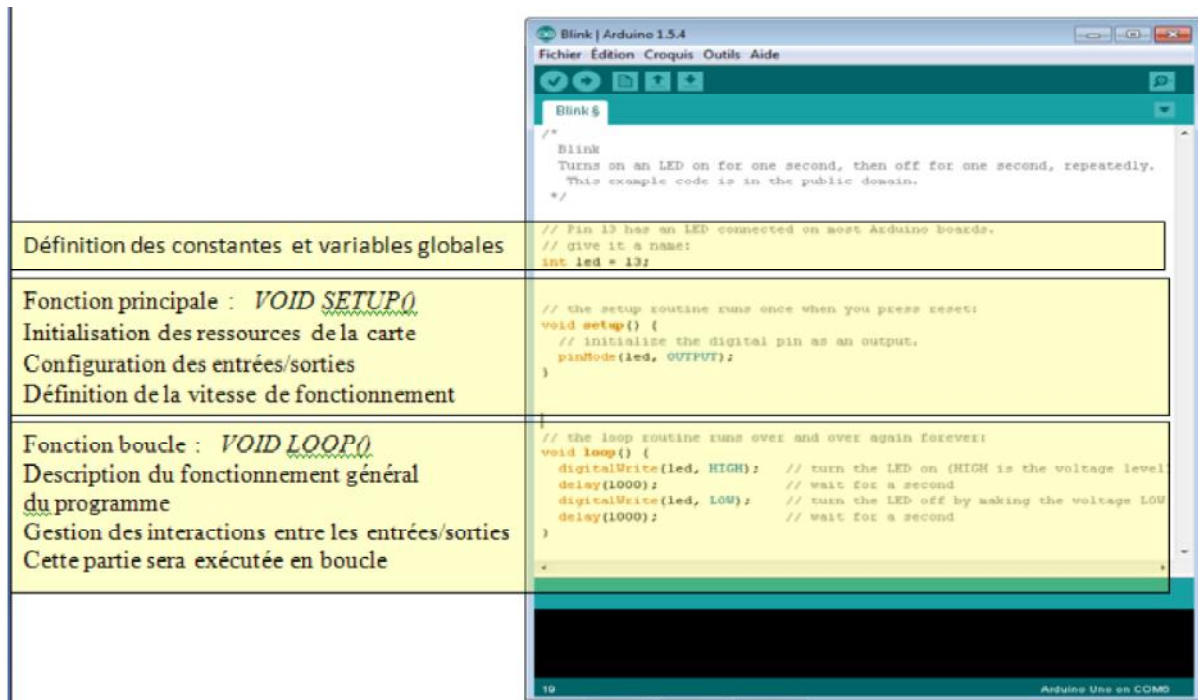 Blink | Arduino 1.5.4
Fichier Édition Croquis Outils Aide
Blink §
/*
Blink
Turns on an LED on for one second, then off for one second, repeatedly.
This example code is in the public domain.
*/
Définition des constantes et variables globales
// Pin 13 has an LED connected on most Arduino boards.
// give it a name:
int led = 13;
Fonction principale : VOID SETUP()
Initialisation des ressources de la carte
Configuration des entrées/sorties
Définition de la vitesse de fonctionnement
// the setup routine runs once when you press reset:
void setup() {
// initialize the digital pin as an output.
pinMode(led, OUTPUT);
}
Fonction boucle : VOID LOOP()
Description du fonctionnement général
du programme
Gestion des interactions entre les entrées/sorties
Cette partie sera exécutée en boucle
// the loop routine runs over and over again forever:
void loop() {
digitalWrite(led, HIGH); // turn the LED on (HIGH is the voltage level)
delay(1000); // wait for a second
digitalWrite(led, LOW); // turn the LED off by making the voltage LOW
delay(1000); // wait for a second
}
19
Arduino Uno on COM6